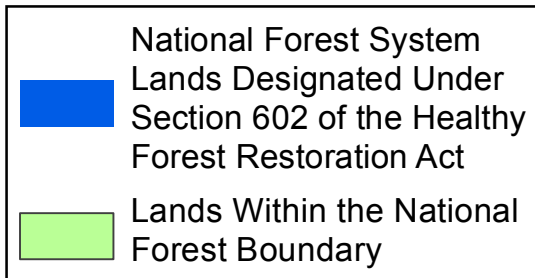 National Forest System
Lands Designated Under
Section 602 of the Healthy
Forest Restoration Act
Lands Within the National
Forest Boundary